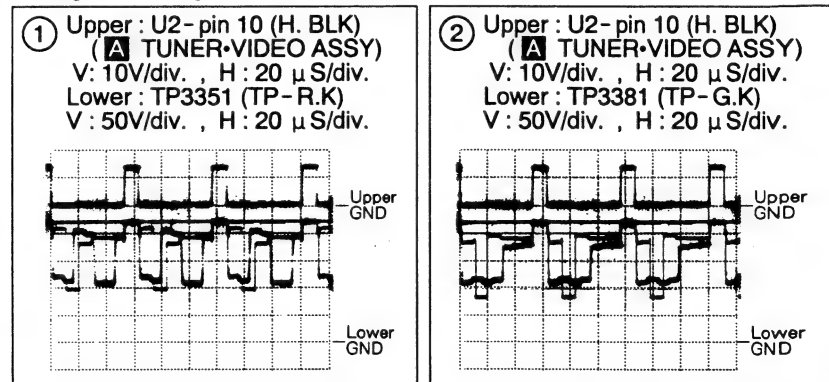 ① Upper : U2-pin 10 (H. BLK)
( A TUNER•VIDEO ASSY)
V: 10V/div. , H : 20 μS/div.
Lower : TP3351 (TP-R.K)
V : 50V/div. , H : 20 μS/div.
Upper
GND
Lower
GND
② Upper : U2-pin 10 (H. BLK)
( A TUNER•VIDEO ASSY)
V: 10V/div. , H : 20 μS/div.
Lower : TP3381 (TP-G.K)
V : 50V/div. , H : 20 μS/div.
Upper
GND
Lower
GND